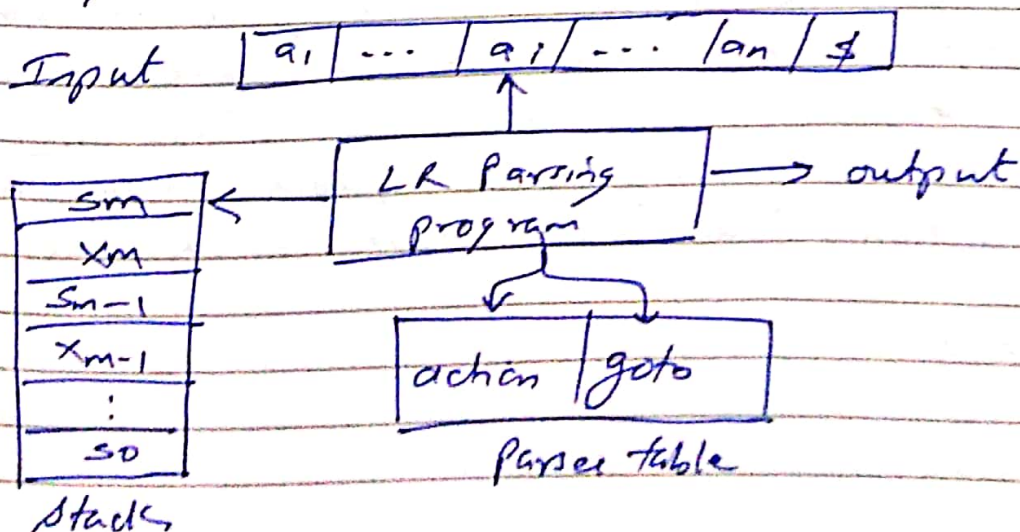 Input a1 ... ai ... an $
LR Parsing
program
output
sm
xm
sm-1
xm-1
:
s0
Stack
action goto
Parser table